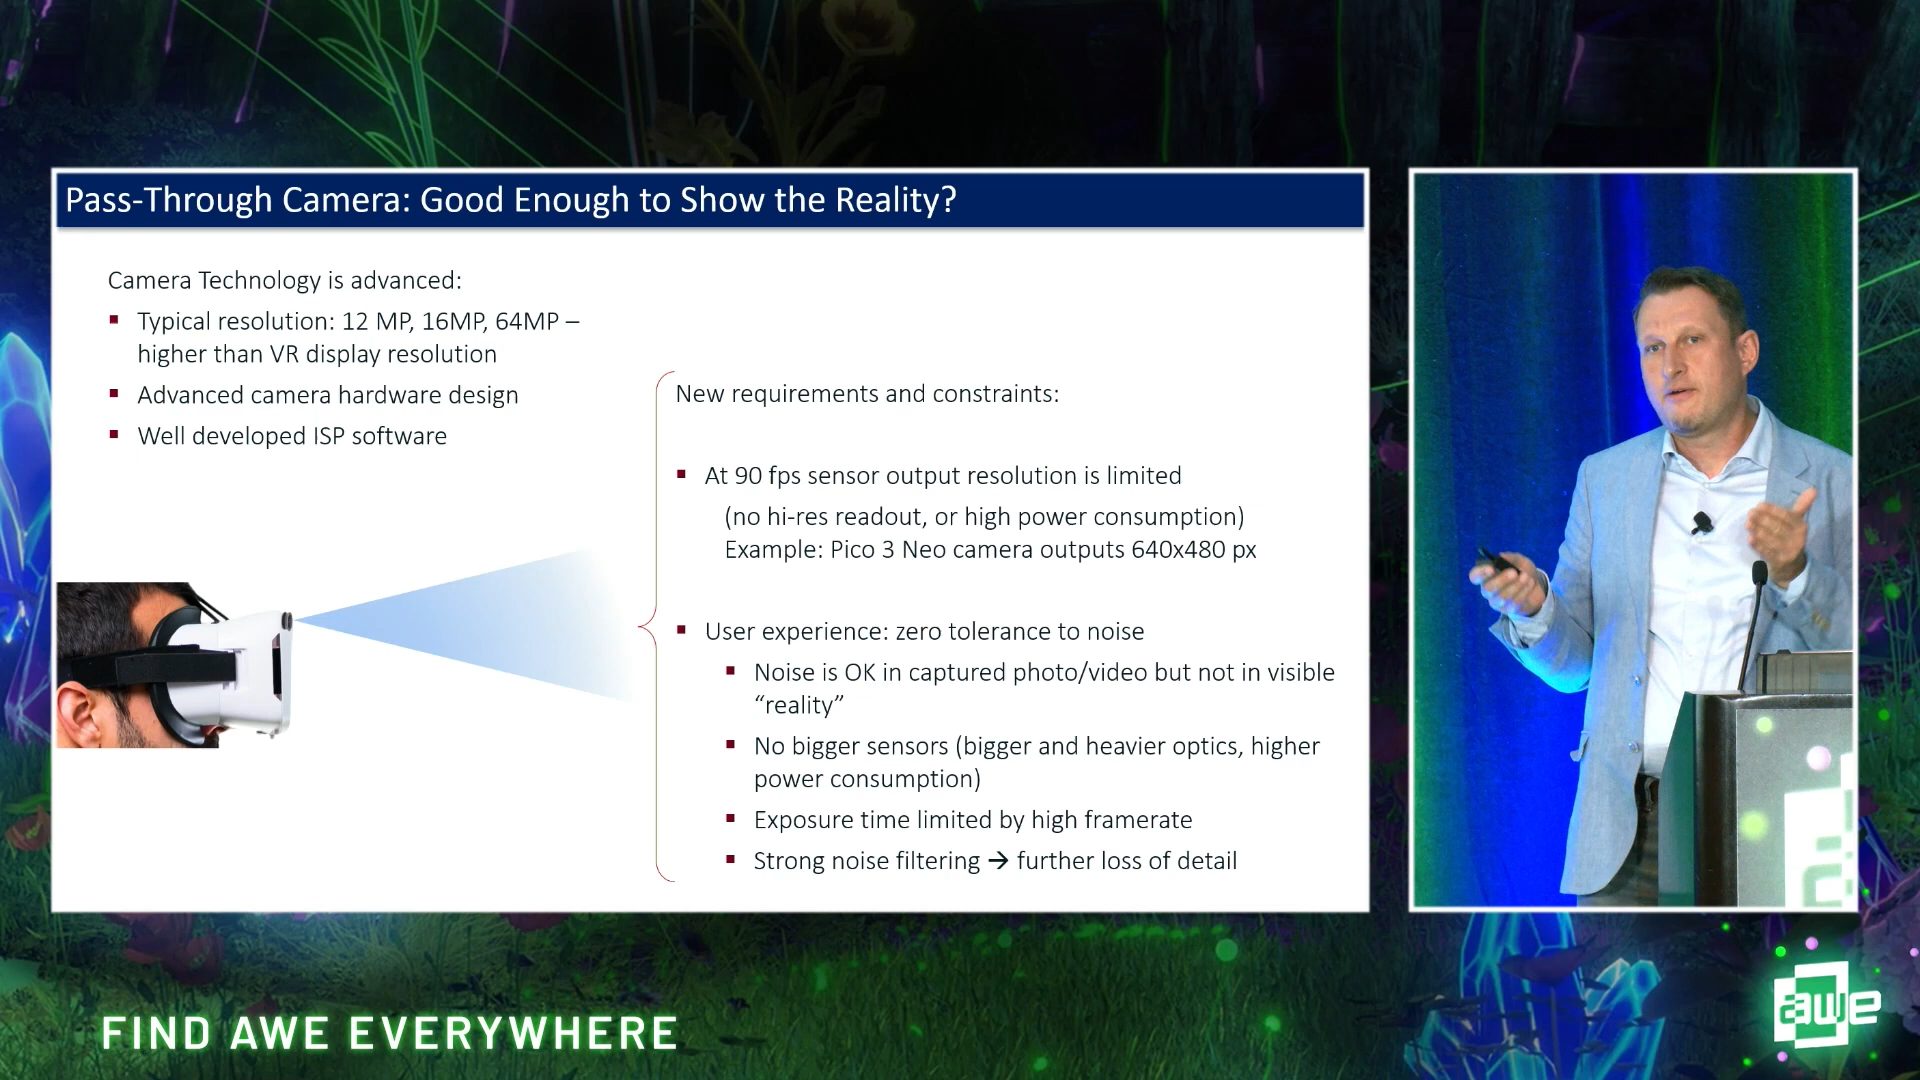 Pass-Through Camera: Good Enough to Show the Reality?
Camera Technology is advanced:
▪ Typical resolution: 12 MP, 16MP, 64MP –
higher than VR display resolution
▪ Advanced camera hardware design
▪ Well developed ISP software
New requirements and constraints:
▪ At 90 fps sensor output resolution is limited
(no hi-res readout, or high power consumption)
Example: Pico 3 Neo camera outputs 640x480 px
▪ User experience: zero tolerance to noise
▪ Noise is OK in captured photo/video but not in visible
“reality”
▪ No bigger sensors (bigger and heavier optics, higher
power consumption)
▪ Exposure time limited by high framerate
▪ Strong noise filtering → further loss of detail
FIND AWE EVERYWHERE
awe